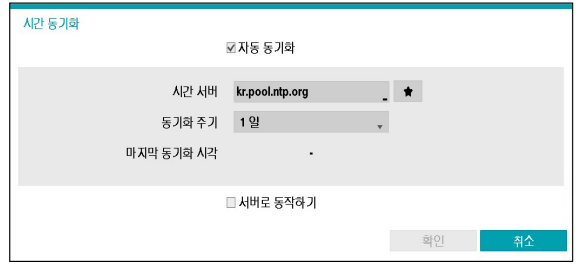 시간 동기화
자동 동기화
시간 서버 kr.pool.ntp.org
동기화 주기 1 일
마지막 동기화 시각 -
서버로 동작하기
확인 취소